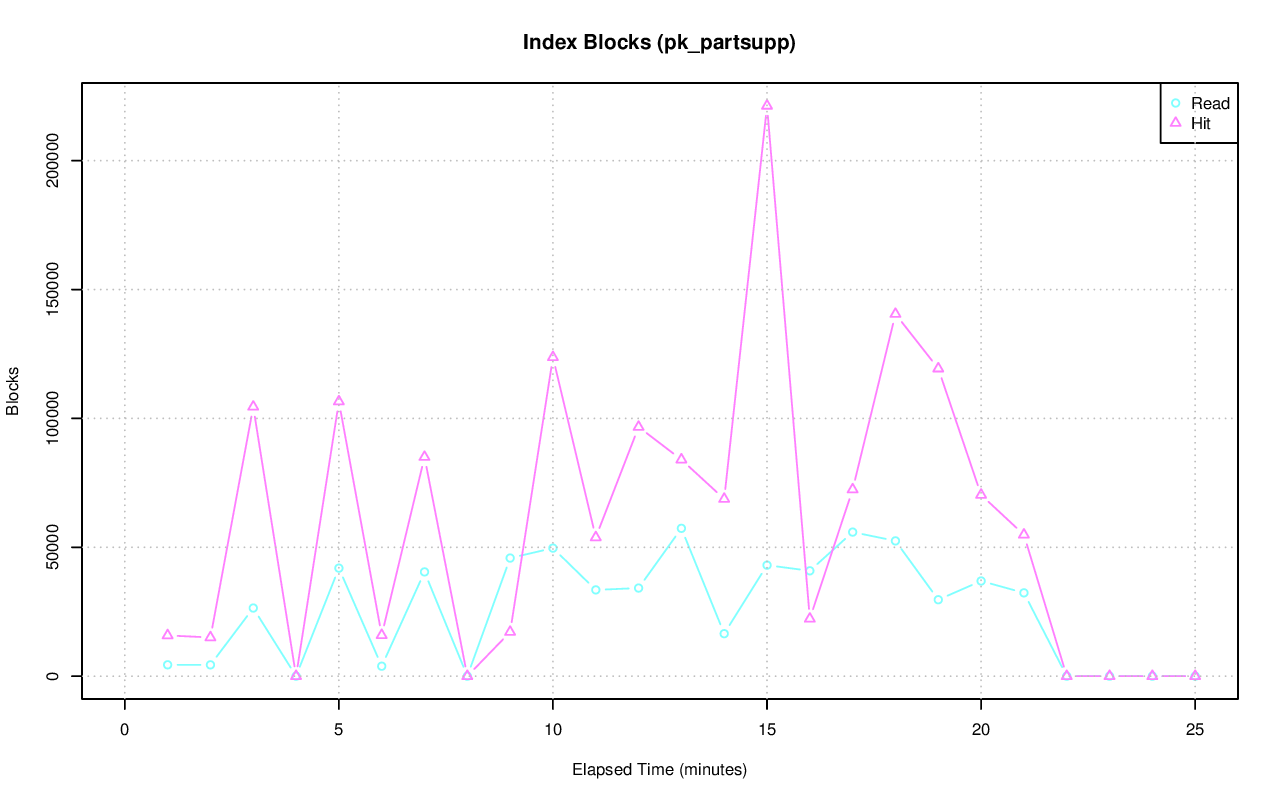 Index Blocks (pk_partsupp)
Read
Hit
Blocks
200000
150000
100000
50000
0
0 5 10 15 20 25
Elapsed Time (minutes)